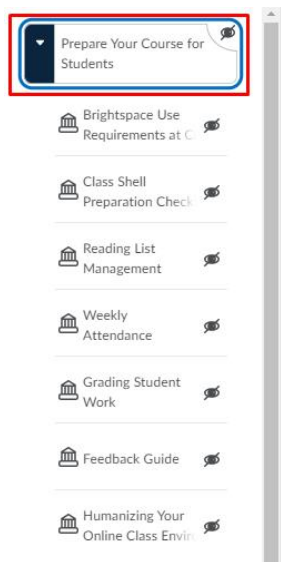 Prepare Your Course for
Students
Brightspace Use
Requirements at
Class Shell
Preparation Check
Reading List
Management
Weekly
Attendance
Grading Student
Work
Feedback Guide
Humanizing Your
Online Class